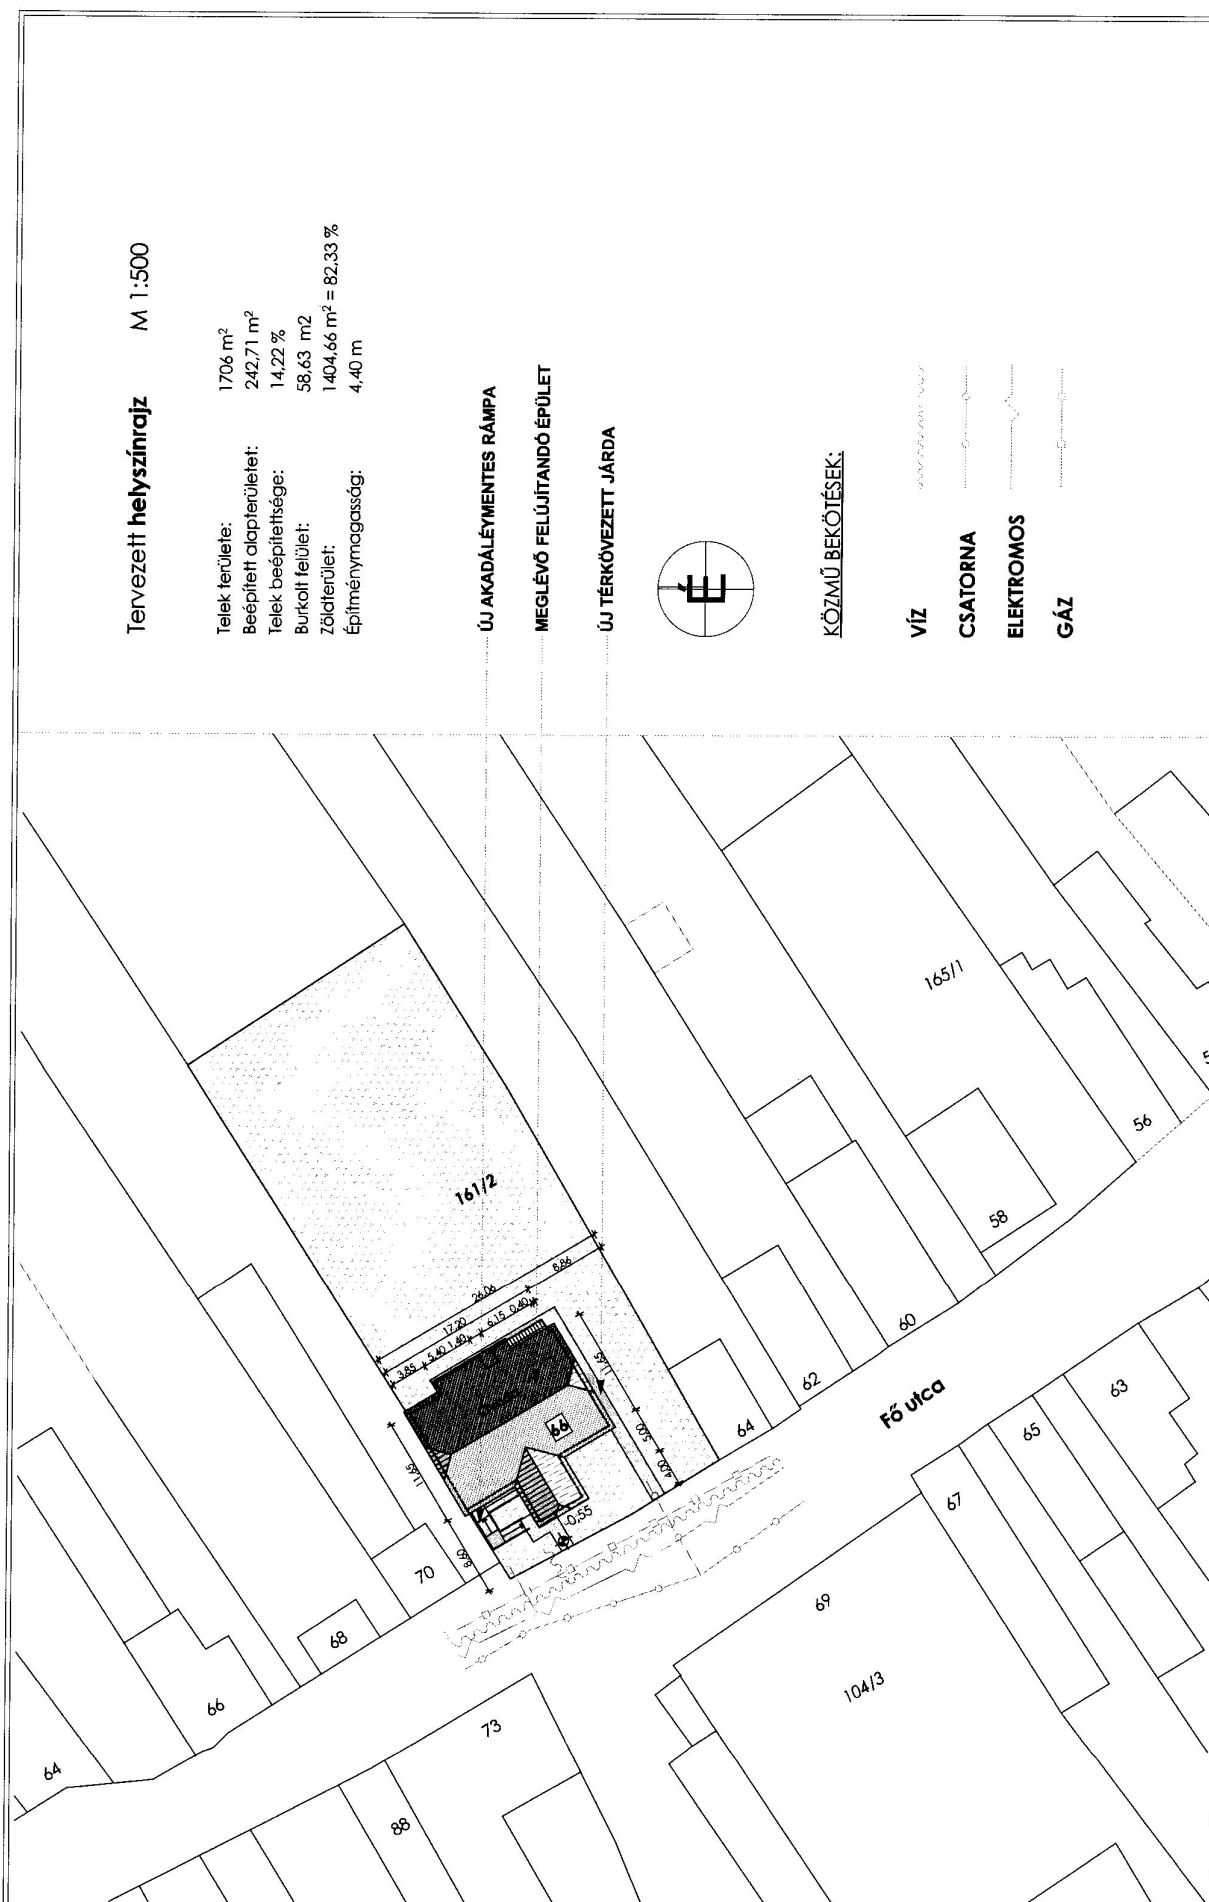 Tervezett helyszínrajz M 1:500
Telek területe: 1706 m²
Beépített alapterületet: 242,71 m²
Telek beépítettsége: 14,22 %
Burkolt felület: 58,63 m2
Zöldterület: 1404,66 m² = 82,33 %
Építménymagasság: 4,40 m
ÚJ AKADÁLEYMENTES RÁMPA
MEGLÉVŐ FELÚJÍTANDÓ ÉPÜLET
ÚJ TÉRKÖVEZETT JÁRDA
É
KÖZMŰ BEKÖTÉSEK:
VÍZ
CSATORNA
ELEKTROMOS
GÁZ
161/2
165/1
26,06
17,20
8,86
3,85
5,40
1,40
6,15
0,40
11,65
11,65
5,00
4,00
8,60
66
-0,55
56
58
60
62
64
Fő utca
63
65
67
69
104/3
70
68
66
64
73
88